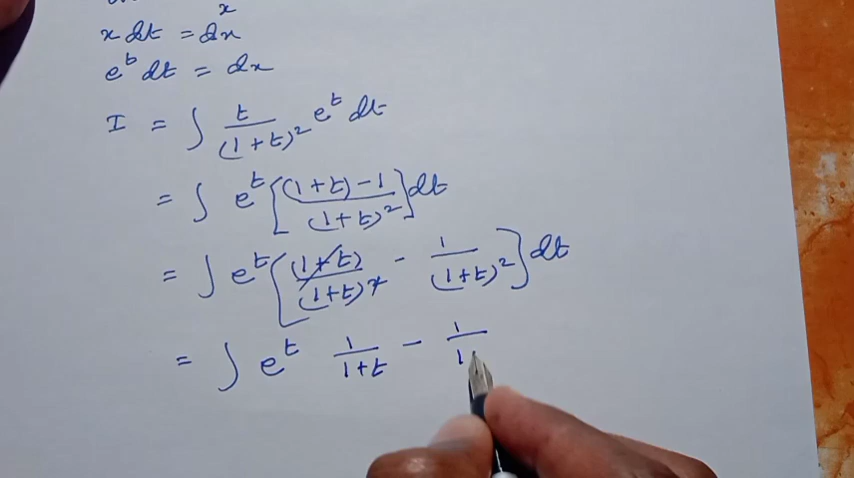 x
x dt = dx
e^t dt = dx
I = ∫ t/(1+t)^2 e^t dt
= ∫ e^t [((1+t)-1)/(1+t)^2] dt
= ∫ e^t [(1+t)/(1+t)^2 - 1/(1+t)^2] dt
= ∫ e^t 1/(1+t) - 1/1